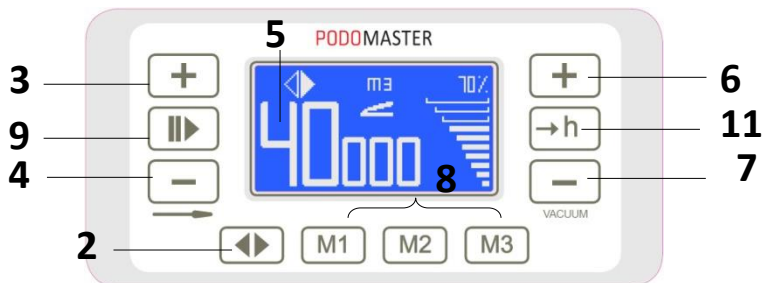 PODOMASTER
5
3
+
m3
70%
+
6
9
→h
11
40000
4
−
8
−
7
VACUUM
2
M1
M2
M3